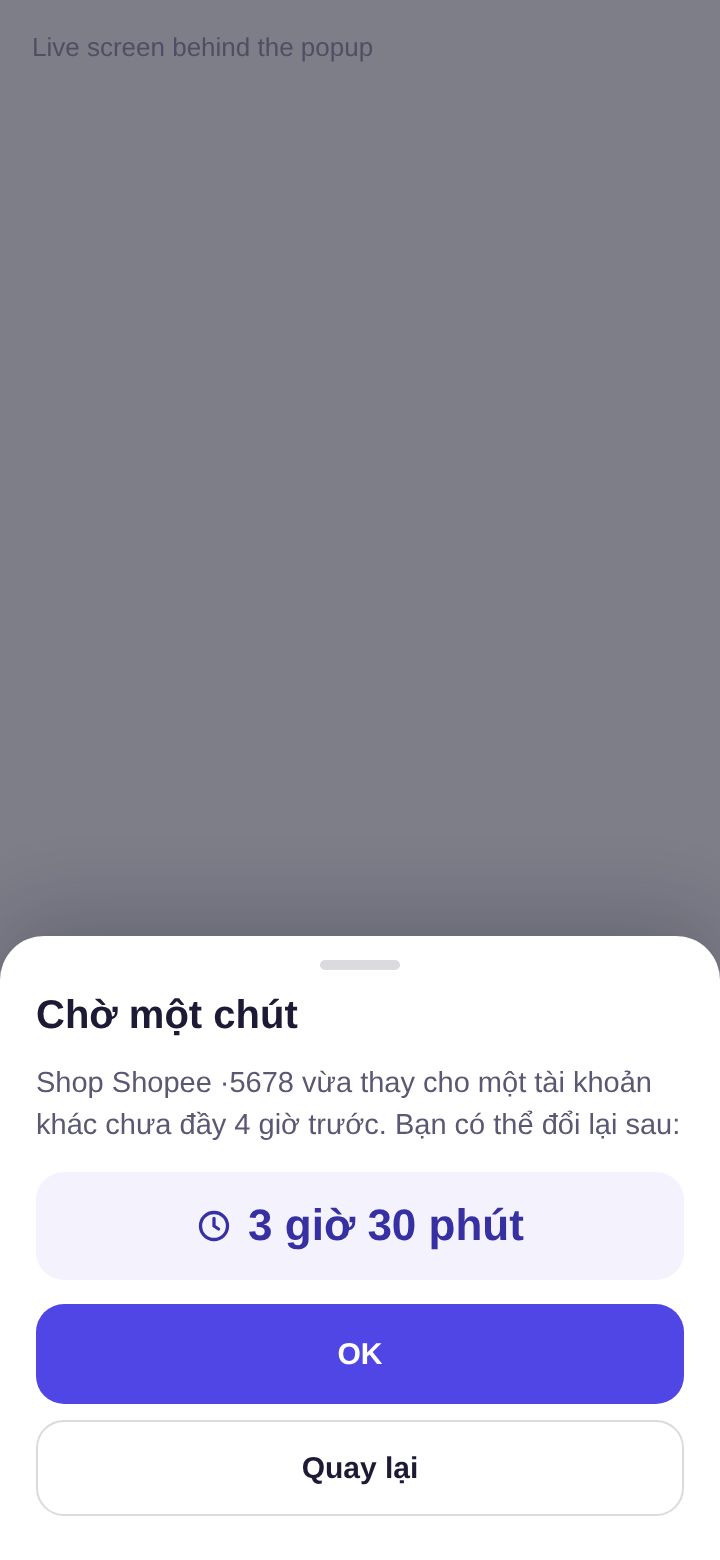 Live screen behind the popup
Chờ một chút
Shop Shopee ·5678 vừa thay cho một tài khoản
khác chưa đầy 4 giờ trước. Bạn có thể đổi lại sau:
3 giờ 30 phút
OK
Quay lại